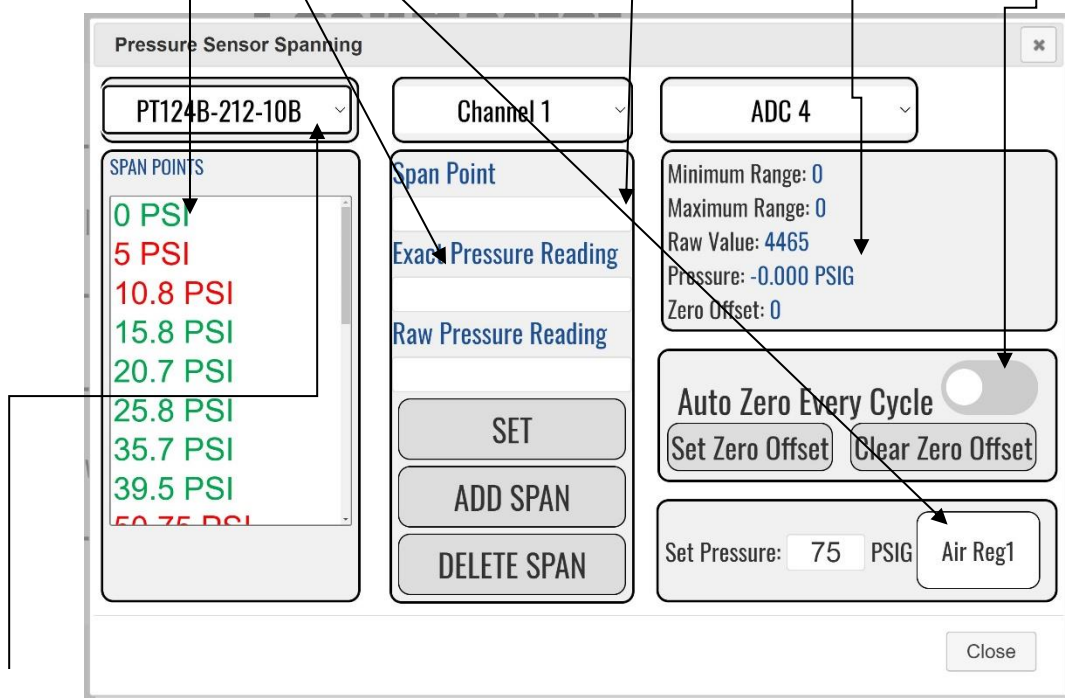 Pressure Sensor Spanning
PT124B-212-10B
Channel 1
ADC 4
SPAN POINTS
0 PSI
5 PSI
10.8 PSI
15.8 PSI
20.7 PSI
25.8 PSI
35.7 PSI
39.5 PSI
50.75 PSI
Span Point
Exact Pressure Reading
Raw Pressure Reading
SET
ADD SPAN
DELETE SPAN
Minimum Range: 0
Maximum Range: 0
Raw Value: 4465
Pressure: -0.000 PSIG
Zero Offset: 0
Auto Zero Every Cycle
Set Zero Offset Clear Zero Offset
Set Pressure: 75 PSIG Air Reg1
Close